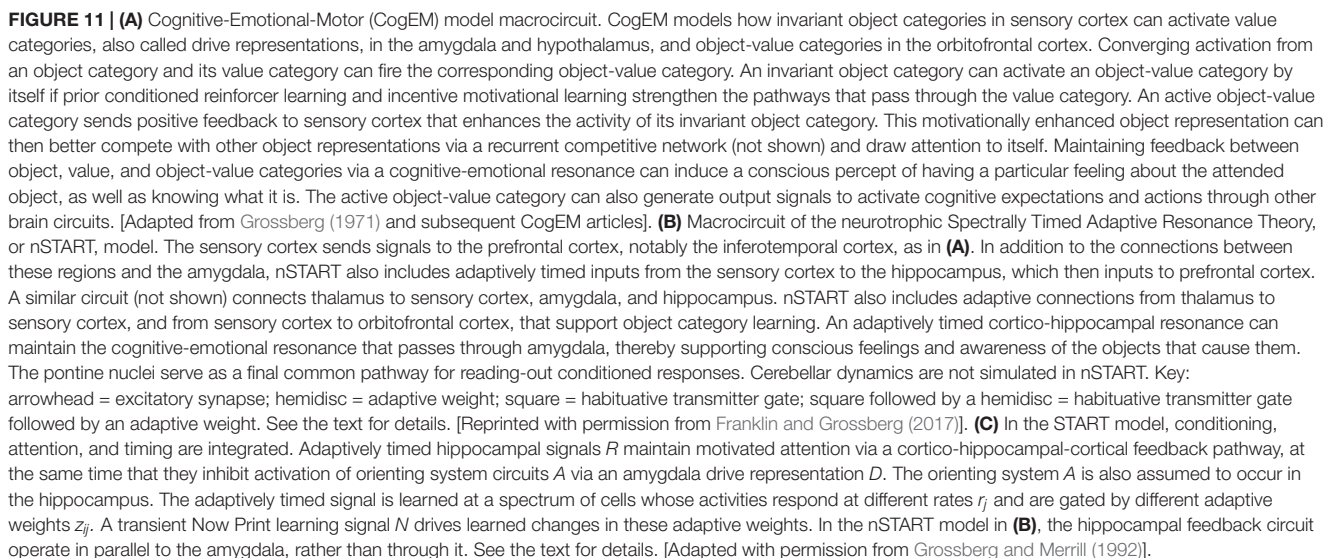 FIGURE 11 | (A) Cognitive-Emotional-Motor (CogEM) model macrocircuit. CogEM models how invariant object categories in sensory cortex can activate value
categories, also called drive representations, in the amygdala and hypothalamus, and object-value categories in the orbitofrontal cortex. Converging activation from
an object category and its value category can fire the corresponding object-value category. An invariant object category can activate an object-value category by
itself if prior conditioned reinforcer learning and incentive motivational learning strengthen the pathways that pass through the value category. An active object-value
category sends positive feedback to sensory cortex that enhances the activity of its invariant object category. This motivationally enhanced object representation can
then better compete with other object representations via a recurrent competitive network (not shown) and draw attention to itself. Maintaining feedback between
object, value, and object-value categories via a cognitive-emotional resonance can induce a conscious percept of having a particular feeling about the attended
object, as well as knowing what it is. The active object-value category can also generate output signals to activate cognitive expectations and actions through other
brain circuits. [Adapted from Grossberg (1971) and subsequent CogEM articles]. (B) Macrocircuit of the neurotrophic Spectrally Timed Adaptive Resonance Theory,
or nSTART, model. The sensory cortex sends signals to the prefrontal cortex, notably the inferotemporal cortex, as in (A). In addition to the connections between
these regions and the amygdala, nSTART also includes adaptively timed inputs from the sensory cortex to the hippocampus, which then inputs to prefrontal cortex.
A similar circuit (not shown) connects thalamus to sensory cortex, amygdala, and hippocampus. nSTART also includes adaptive connections from thalamus to
sensory cortex, and from sensory cortex to orbitofrontal cortex, that support object category learning. An adaptively timed cortico-hippocampal resonance can
maintain the cognitive-emotional resonance that passes through amygdala, thereby supporting conscious feelings and awareness of the objects that cause them.
The pontine nuclei serve as a final common pathway for reading-out conditioned responses. Cerebellar dynamics are not simulated in nSTART. Key:
arrowhead = excitatory synapse; hemidisc = adaptive weight; square = habituative transmitter gate; square followed by a hemidisc = habituative transmitter gate
followed by an adaptive weight. See the text for details. [Reprinted with permission from Franklin and Grossberg (2017)]. (C) In the START model, conditioning,
attention, and timing are integrated. Adaptively timed hippocampal signals R maintain motivated attention via a cortico-hippocampal-cortical feedback pathway, at
the same time that they inhibit activation of orienting system circuits A via an amygdala drive representation D. The orienting system A is also assumed to occur in
the hippocampus. The adaptively timed signal is learned at a spectrum of cells whose activities respond at different rates rj and are gated by different adaptive
weights zij. A transient Now Print learning signal N drives learned changes in these adaptive weights. In the nSTART model in (B), the hippocampal feedback circuit
operate in parallel to the amygdala, rather than through it. See the text for details. [Adapted with permission from Grossberg and Merrill (1992)].